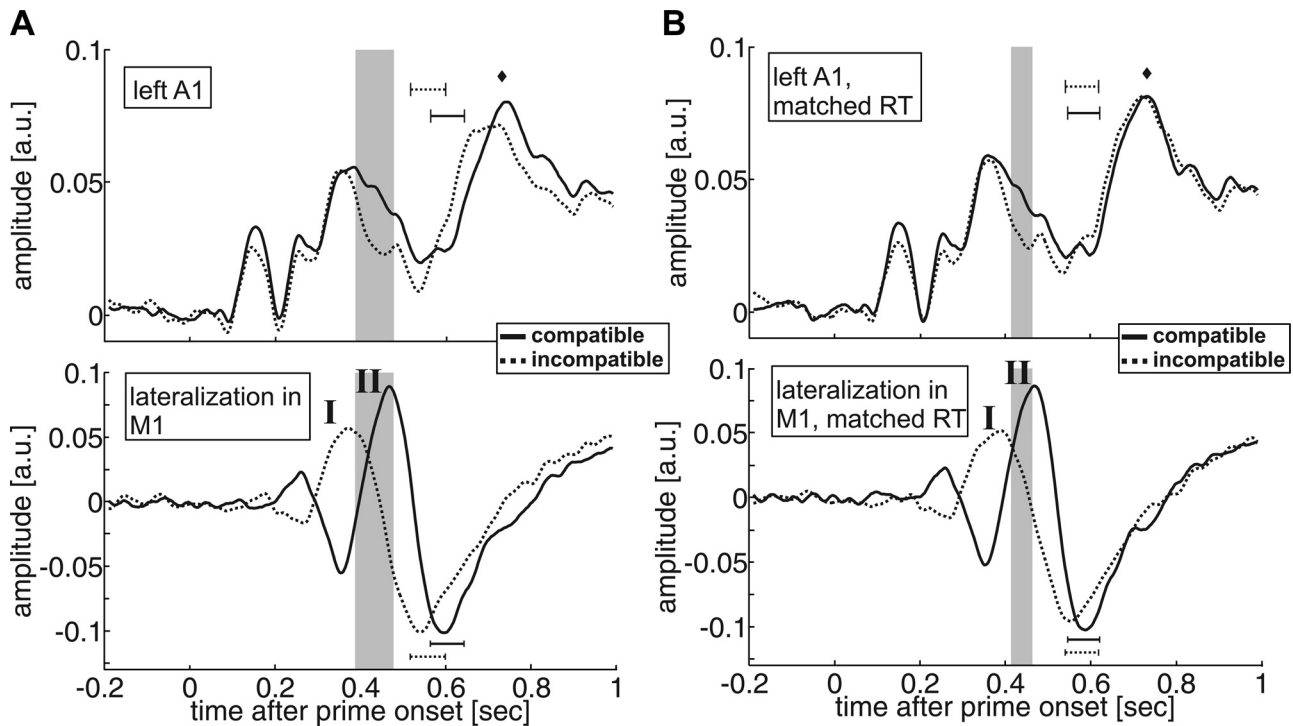 A
0.1
0.05
0
amplitude [a.u.]
left A1
compatible
incompatible
0.1
0.05
0
-0.05
-0.1
amplitude [a.u.]
lateralization in
M1
I
II
-0.2
0
0.2
0.4
0.6
0.8
1
time after prime onset [sec]
B
0.1
0.05
0
amplitude [a.u.]
left A1,
matched RT
compatible
incompatible
0.1
0.05
0
-0.05
-0.1
amplitude [a.u.]
lateralization in
M1, matched RT
I
II
-0.2
0
0.2
0.4
0.6
0.8
1
time after prime onset [sec]